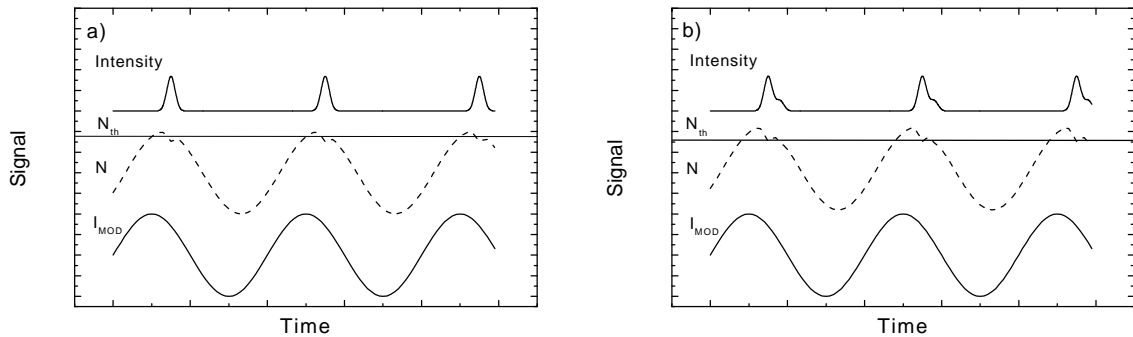 a)
Intensity
N_th
N
I_MOD
Signal
Time
b)
Intensity
N_th
N
I_MOD
Signal
Time